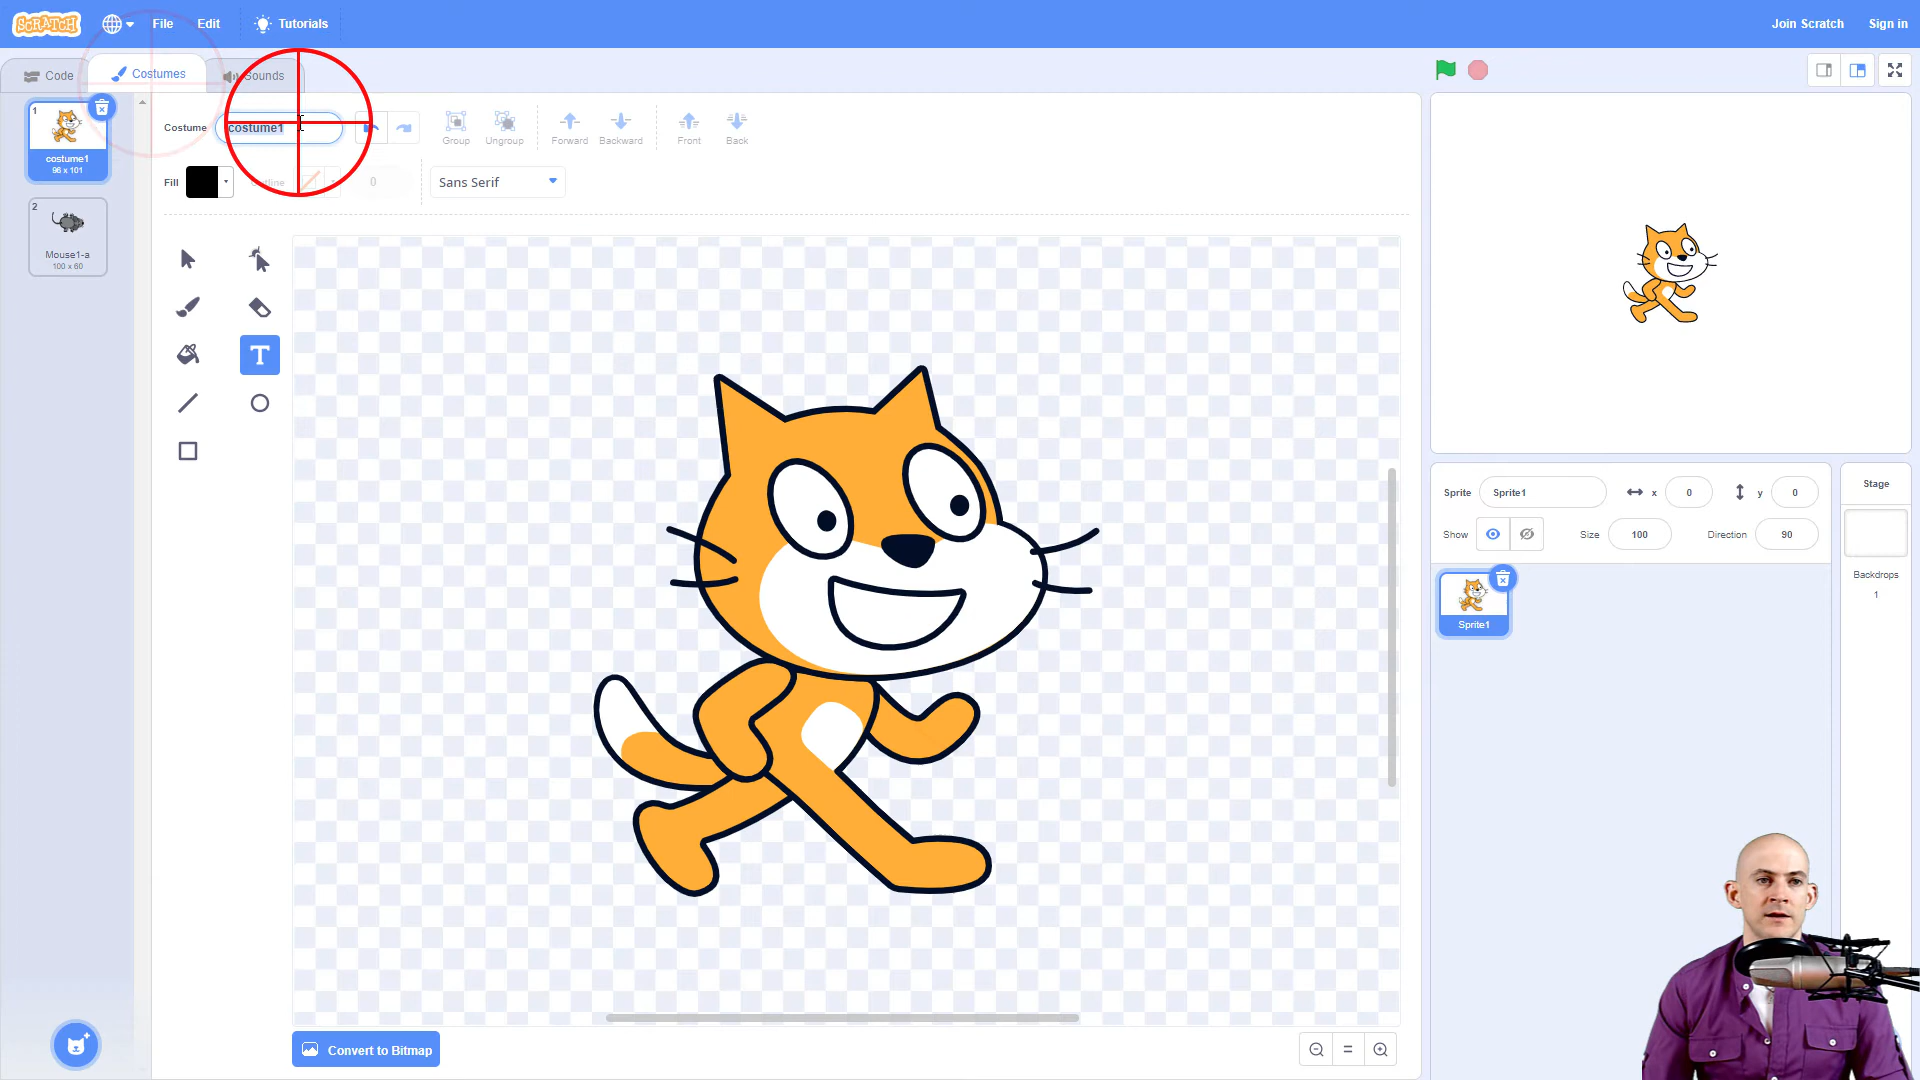 SCRATCH File Edit Tutorials Join Scratch Sign in
Code Costumes Sounds
1
costume1
96 x 101
2
Mouse1-a
100 x 60
Costume costume1 Group Ungroup Forward Backward Front Back
Fill Outline 0 Sans Serif
T
Convert to Bitmap
Sprite Sprite1 x 0 y 0
Show Size 100 Direction 90
Sprite1
Stage
Backdrops
1